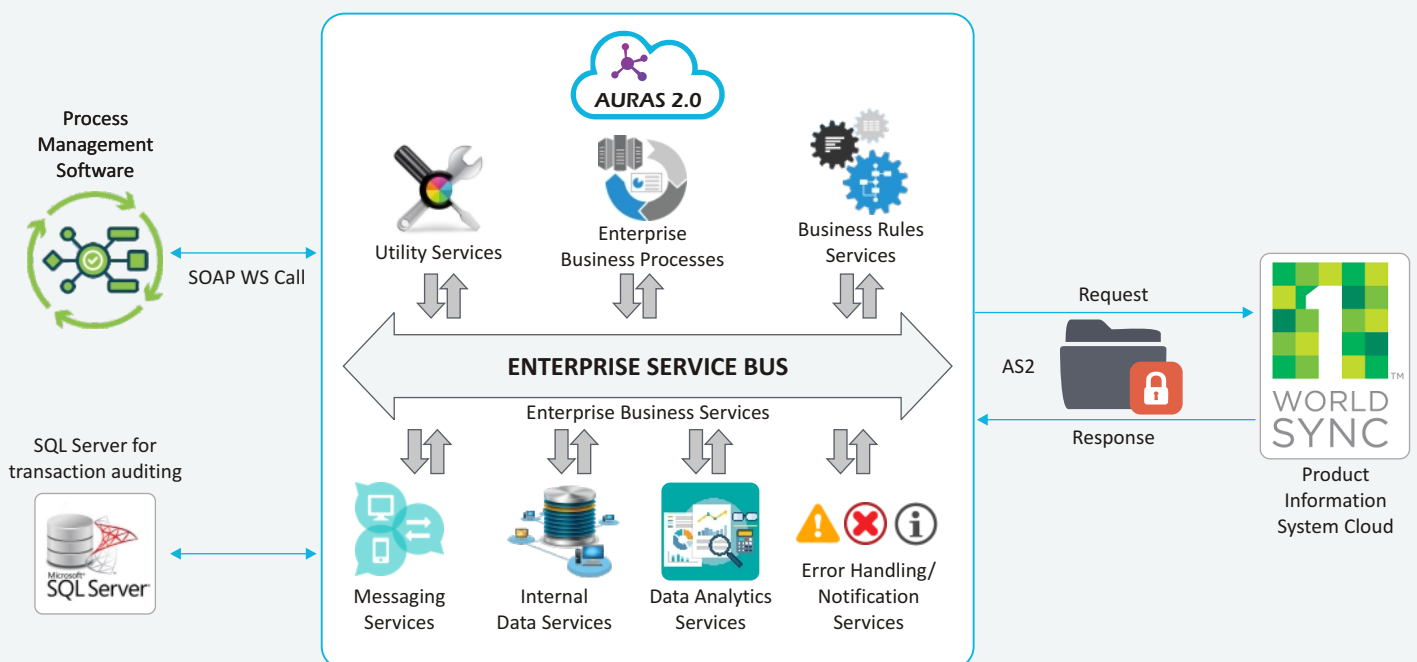 AURAS 2.0
Process
Management
Software
SOAP WS Call
Utility Services
Enterprise
Business Processes
Business Rules
Services
ENTERPRISE SERVICE BUS
Enterprise Business Services
Request
AS2
Response
1
WORLD
SYNC
TM
Product
Information
System Cloud
SQL Server for
transaction auditing
Microsoft®
SQL Server®
Messaging
Services
Internal
Data Services
Data Analytics
Services
Error Handling/
Notification
Services